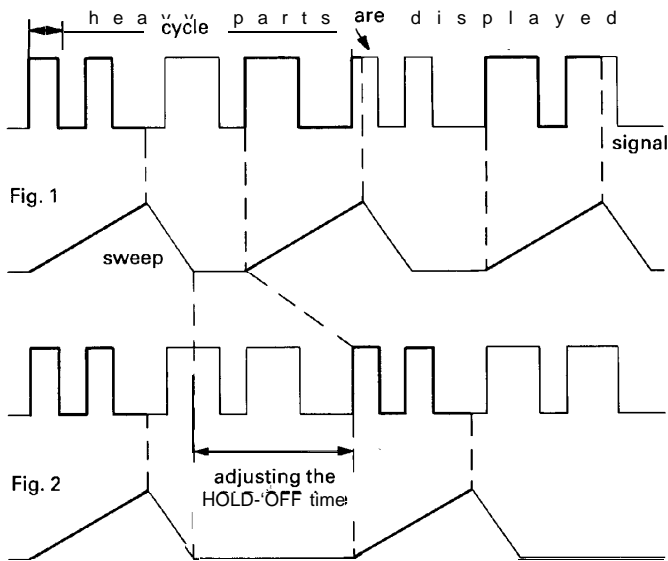 heavy parts are displayed
cycle
signal
Fig. 1
sweep
adjusting the
HOLD-OFF time
Fig. 2